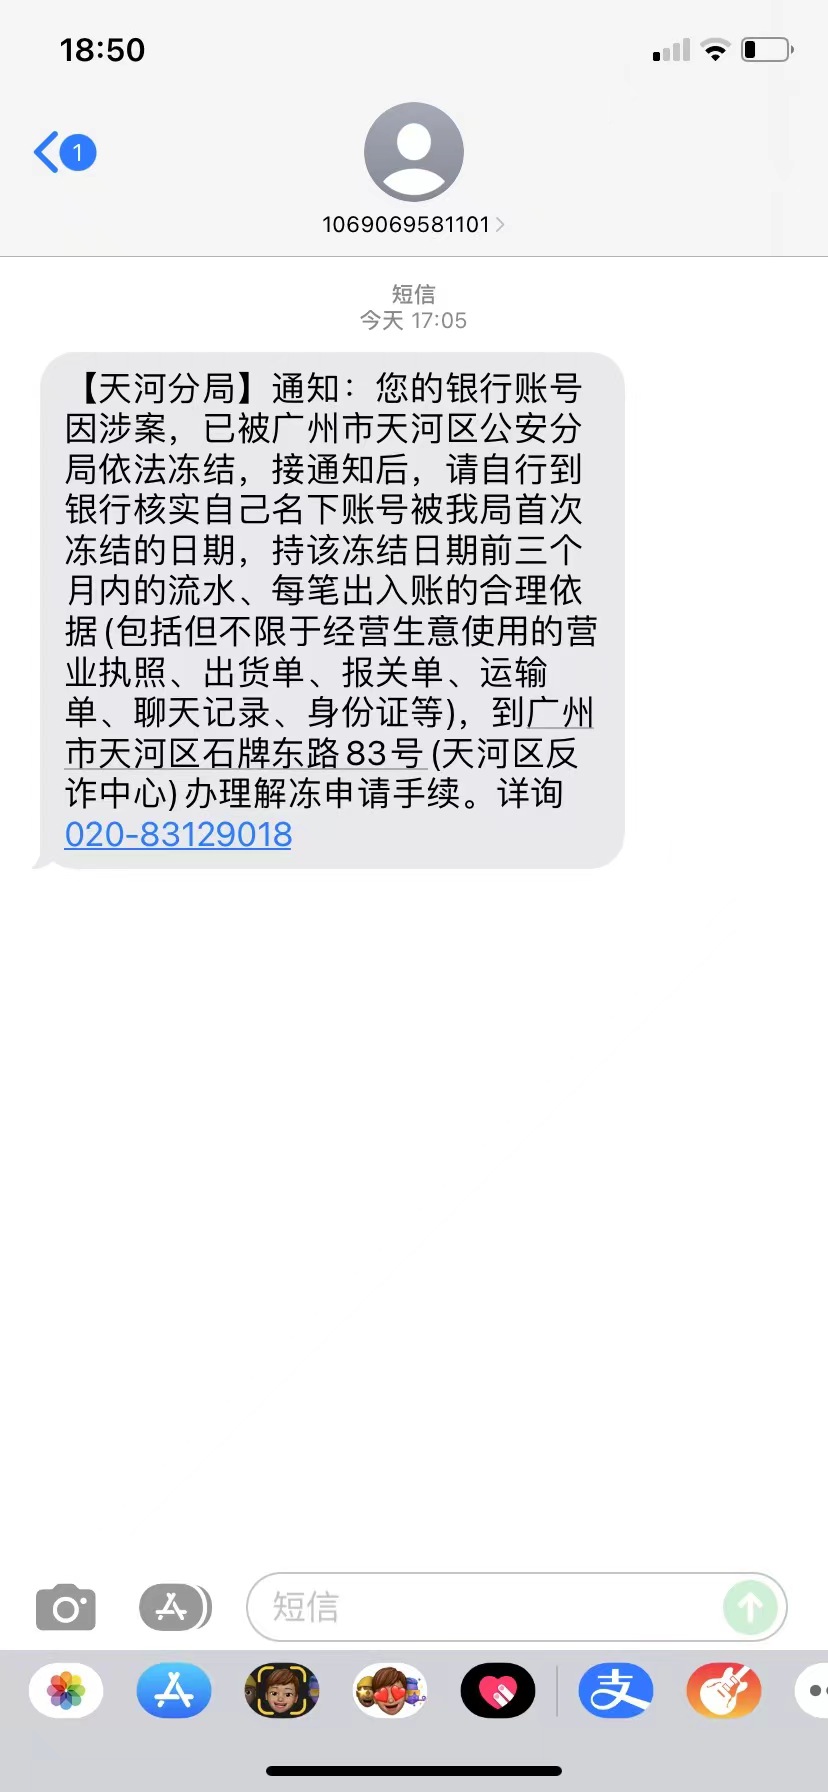 18:50
1
1069069581101
短信
今天 17:05
【天河分局】通知：您的银行账号
因涉案，已被广州市天河区公安分
局依法冻结，接通知后，请自行到
银行核实自己名下账号被我局首次
冻结的日期，持该冻结日期前三个
月内的流水、每笔出入账的合理依
据(包括但不限于经营生意使用的营
业执照、出货单、报关单、运输
单、聊天记录、身份证等)，到广州
市天河区石牌东路83号(天河区反
诈中心)办理解冻申请手续。详询
020-83129018
短信
支